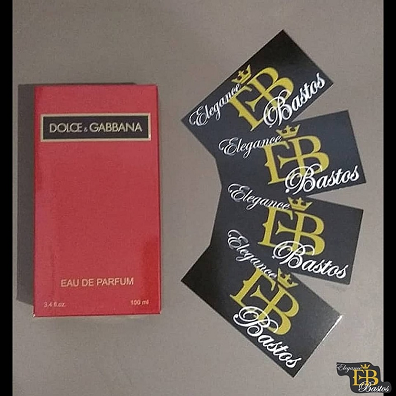 DOLCE & GABBANA
EAU DE PARFUM
3.4 fl.oz. 100 ml
Elegance
EB
Bastos
Elegance
EB
Bastos
Elegance
EB
Bastos
Elegance
EB
Bastos
Elegance
EB
Bastos